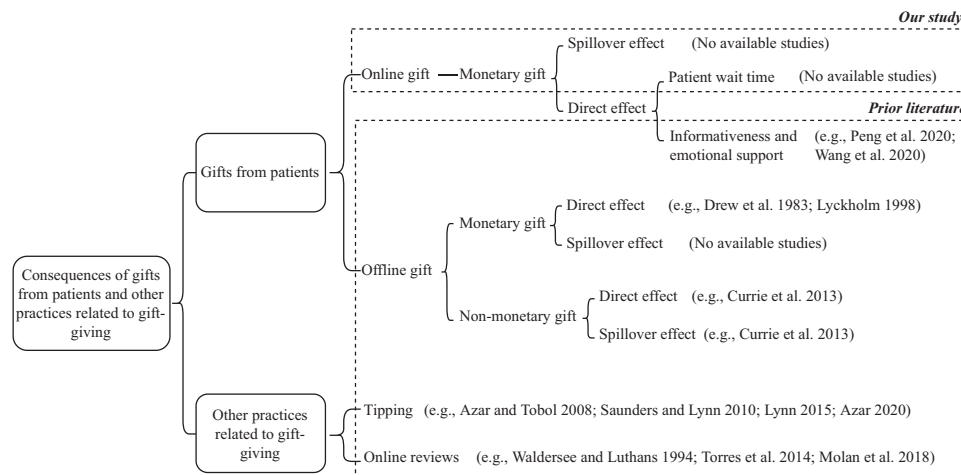 Our study
Spillover effect (No available studies)
Online gift Monetary gift
Patient wait time (No available studies)
Direct effect
Prior literature
Informativeness and (e.g., Peng et al. 2020;
emotional support Wang et al. 2020)
Gifts from patients
Direct effect (e.g., Drew et al. 1983; Lyckholm 1998)
Monetary gift
Spillover effect (No available studies)
Offline gift
Consequences of gifts
from patients and other
practices related to gift-
giving
Direct effect (e.g., Currie et al. 2013)
Non-monetary gift
Spillover effect (e.g., Currie et al. 2013)
Other practices
related to gift-
giving
Tipping (e.g., Azar and Tobol 2008; Saunders and Lynn 2010; Lynn 2015; Azar 2020)
Online reviews (e.g., Waldersee and Luthans 1994; Torres et al. 2014; Molan et al. 2018)